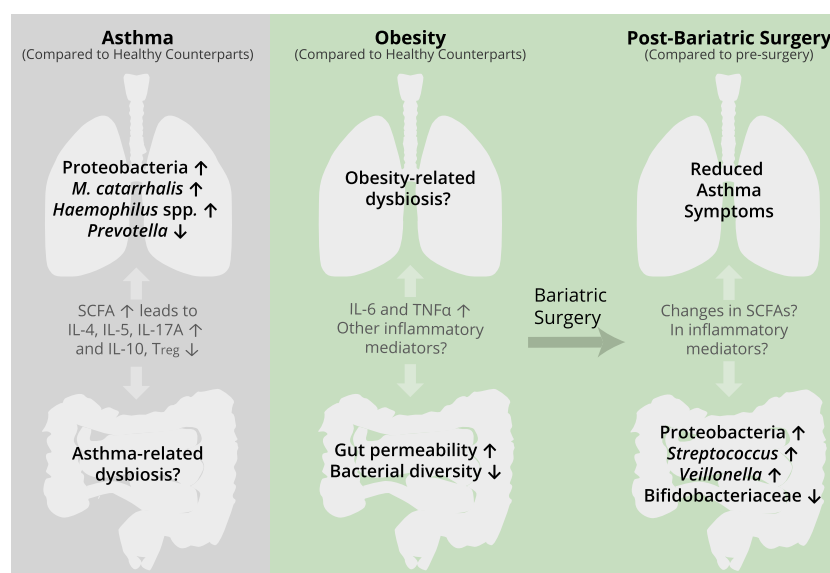 Asthma
(Compared to Healthy Counterparts)
Proteobacteria ↑
M. catarrhalis ↑
Haemophilus spp. ↑
Prevotella ↓
SCFA ↑ leads to
IL-4, IL-5, IL-17A ↑
and IL-10, Treg ↓
Asthma-related
dysbiosis?
Obesity
(Compared to Healthy Counterparts)
Obesity-related
dysbiosis?
IL-6 and TNFα ↑
Other inflammatory
mediators?
Gut permeability ↑
Bacterial diversity ↓
Bariatric
Surgery
Post-Bariatric Surgery
(Compared to pre-surgery)
Reduced
Asthma
Symptoms
Changes in SCFAs?
In inflammatory
mediators?
Proteobacteria ↑
Streptococcus ↑
Veillonella ↑
Bifidobacteriaceae ↓